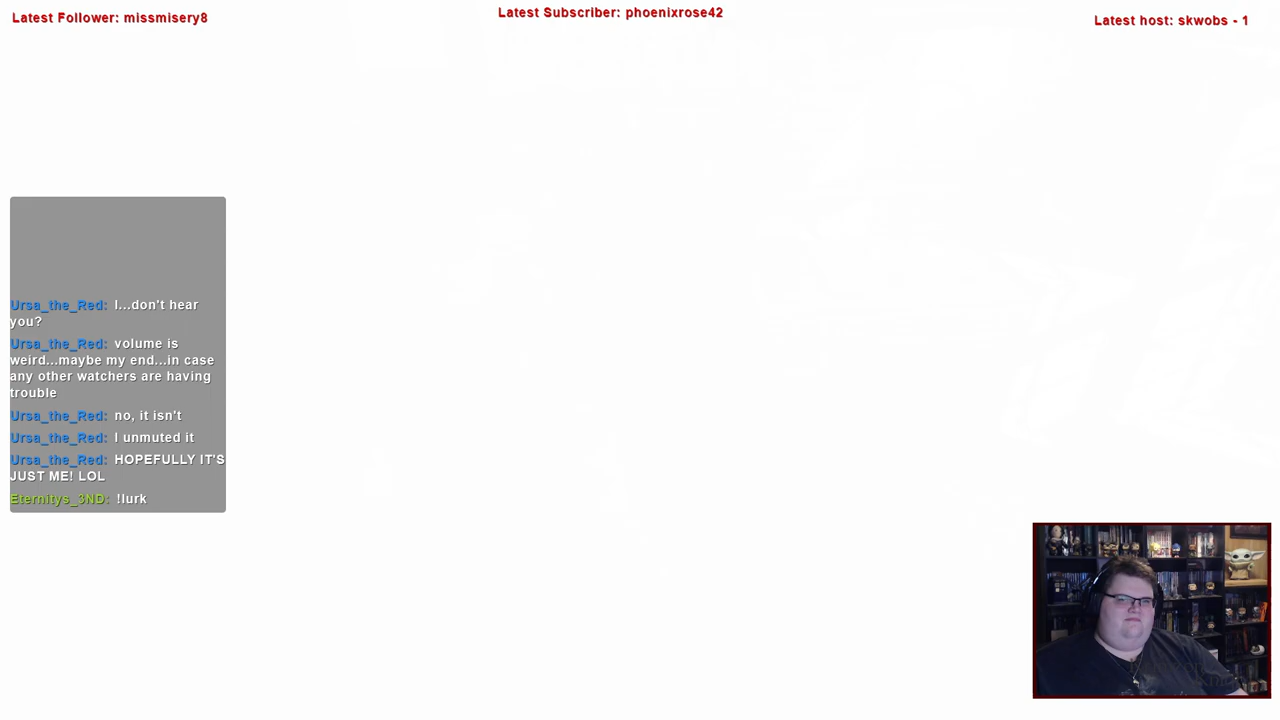 Latest Follower: missmisery8
Latest Subscriber: phoenixrose42
Latest host: skwobs - 1
Ursa_the_Red: I...don't hear
you?
Ursa_the_Red: volume is
weird...maybe my end...in case
any other watchers are having
trouble
Ursa_the_Red: no, it isn't
Ursa_the_Red: I unmuted it
Ursa_the_Red: HOPEFULLY IT'S
JUST ME! LOL
Eternitys_3ND: !lurk